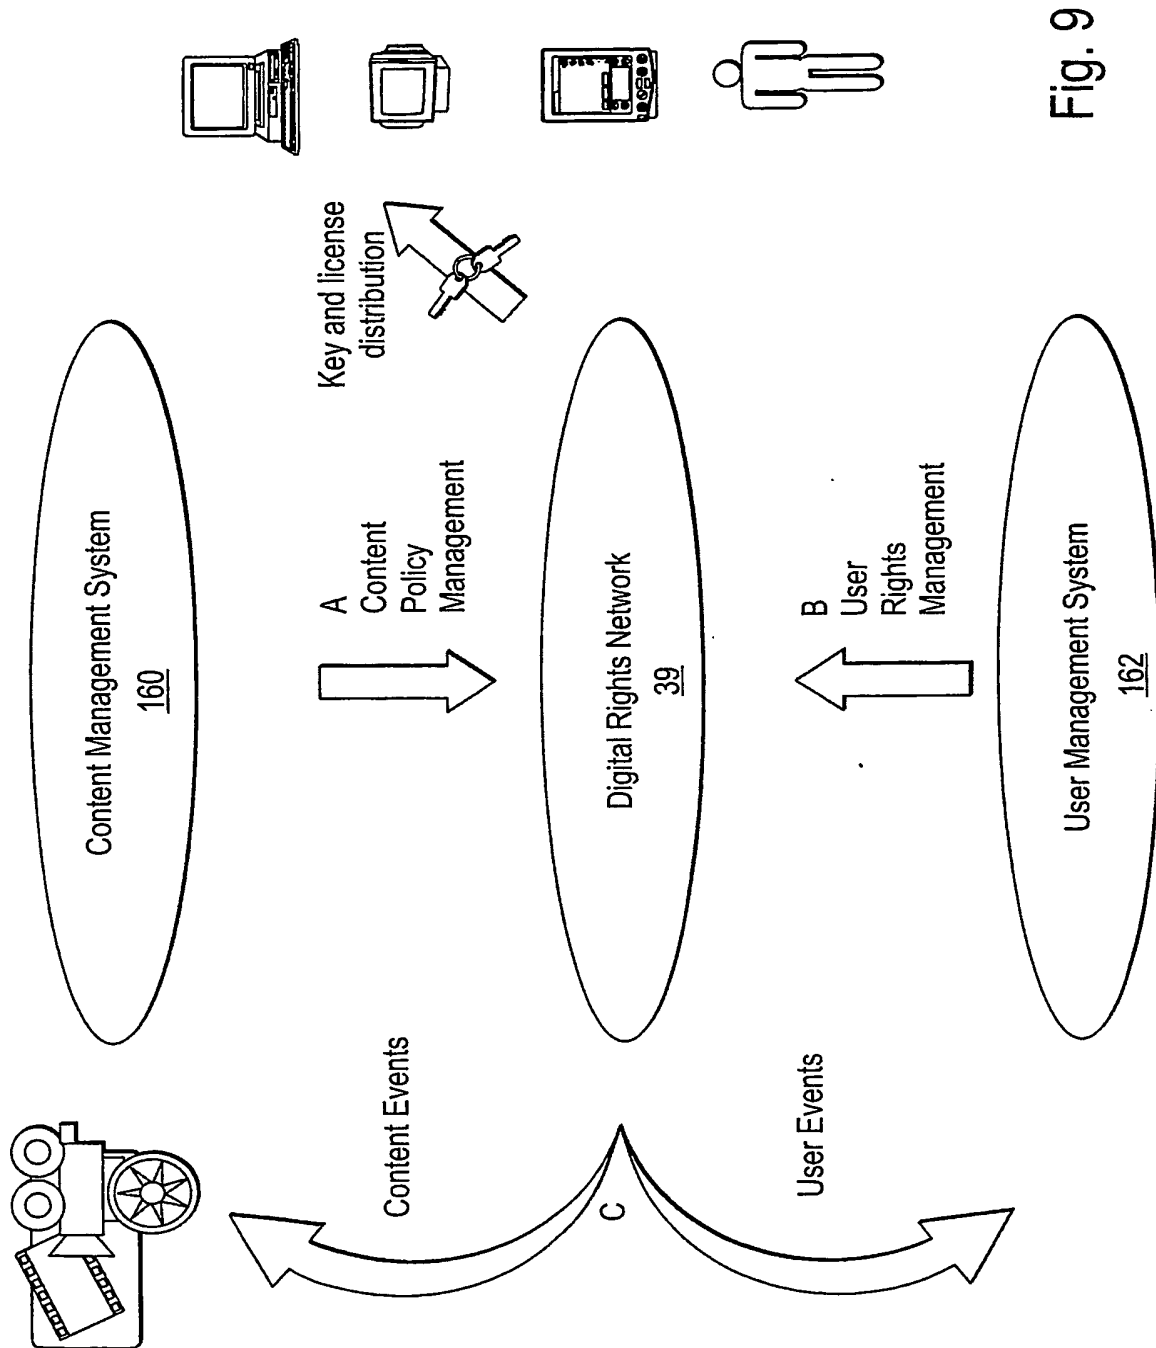 Content Management System
160
A
Content
Policy
Management
Key and license
distribution
Content Events
C
Digital Rights Network
39
User Events
B
User
Rights
Management
User Management System
162
Fig. 9